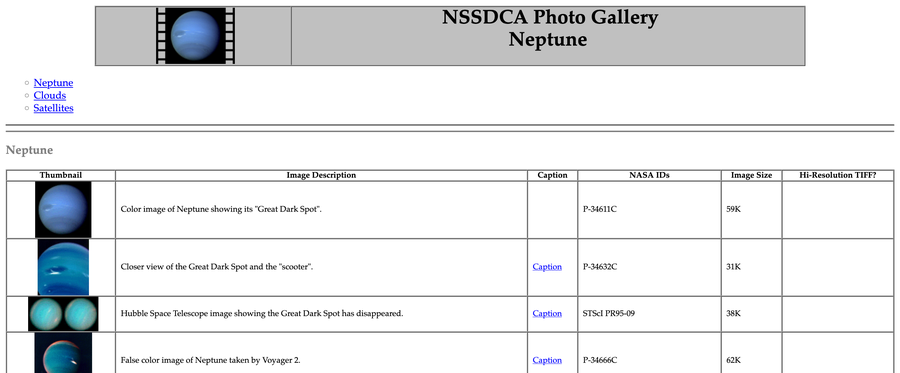 NSSDCA Photo Gallery
Neptune
Neptune
Clouds
Satellites
Neptune
Thumbnail Image Description Caption NASA IDs Image Size Hi-Resolution TIFF?
Color image of Neptune showing its "Great Dark Spot". P-34611C 59K
Closer view of the Great Dark Spot and the "scooter". Caption P-34632C 31K
Hubble Space Telescope image showing the Great Dark Spot has disappeared. Caption STScI PR95-09 38K
False color image of Neptune taken by Voyager 2. Caption P-34666C 62K